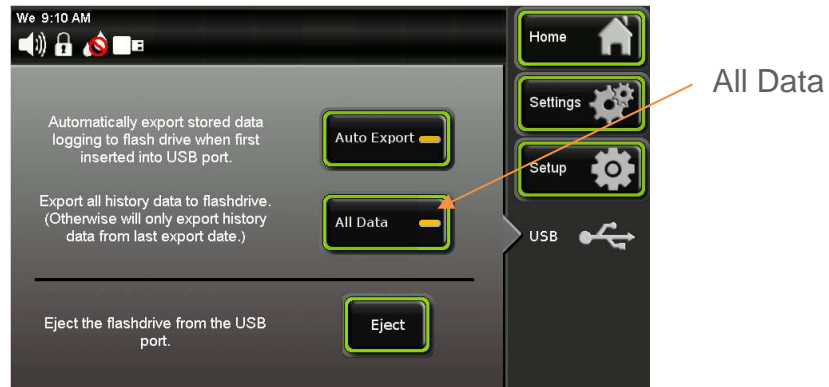 We 9:10 AM
Home
All Data
Settings
Automatically export stored data
logging to flash drive when first
inserted into USB port.
Auto Export
Setup
Export all history data to flashdrive.
(Otherwise will only export history
data from last export date.)
All Data
USB
Eject the flashdrive from the USB
port.
Eject